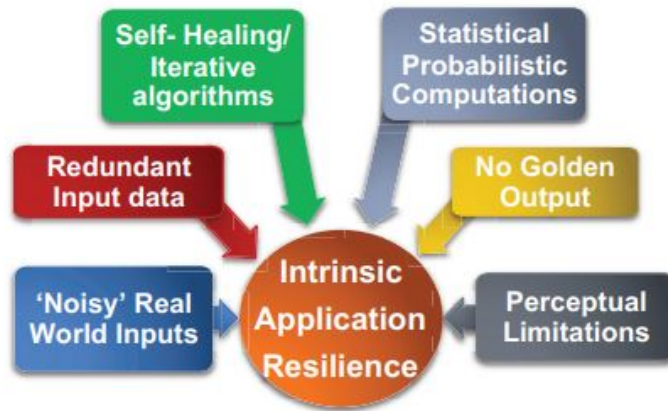 Self- Healing/
Iterative
algorithms
Statistical
Probabilistic
Computations
Redundant
Input data
No Golden
Output
‘Noisy’ Real
World Inputs
Intrinsic
Application
Resilience
Perceptual
Limitations